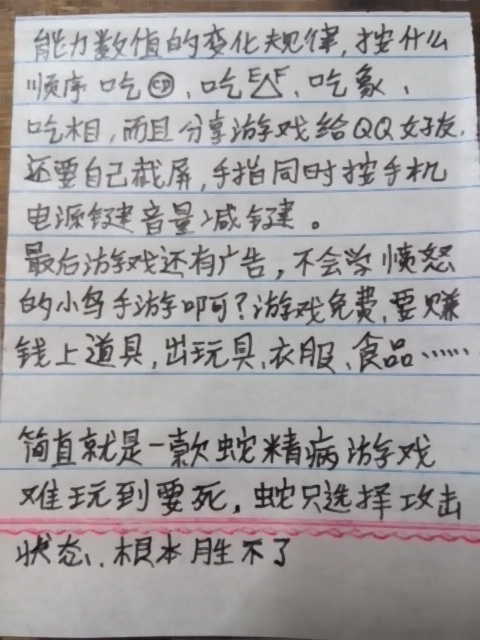 能力数值的变化规律，按什么
顺序吃CD、吃E△F、吃象、
吃相，而且分享游戏给QQ好友，
还要自己截屏，手指同时按手机
电源键音量减键。
最后游戏还有广告，不会学愤怒
的小鸟手游啊？游戏免费，要赚
钱上道具，出玩具、衣服、食品……
简直就是一款蛇精病游戏
难玩到要死，蛇只选择攻击
状态，根本胜不了